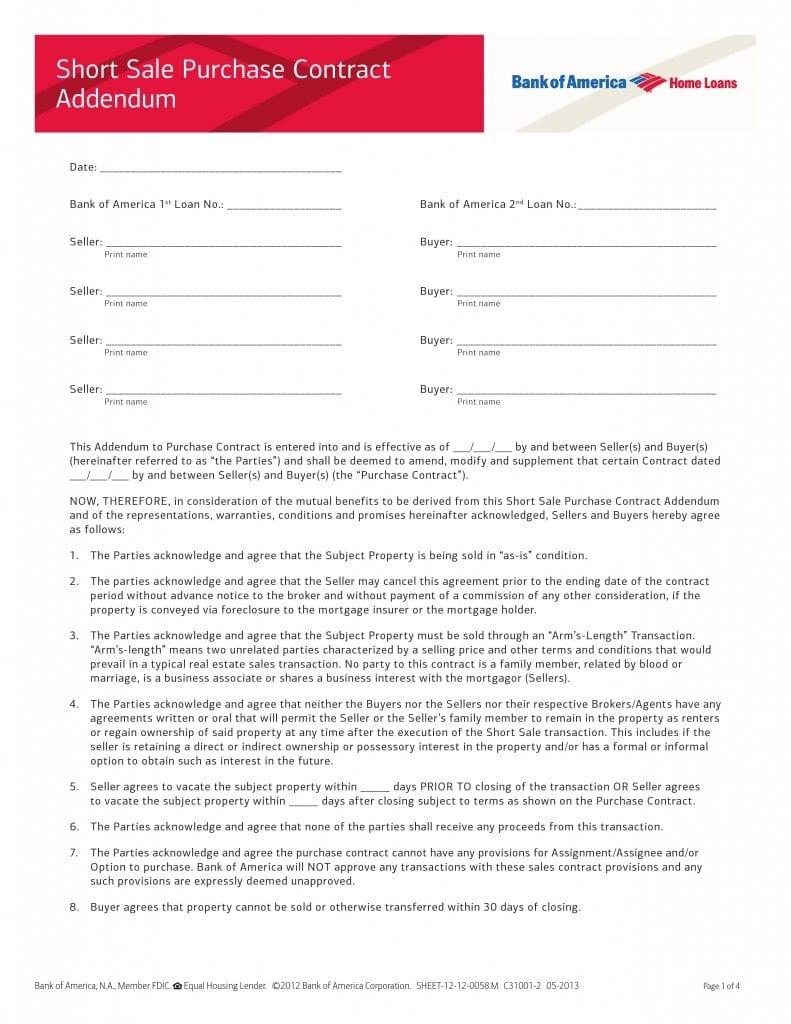 Short Sale Purchase Contract
Addendum
Bank of America Home Loans
Date: ________________________________________
Bank of America 1st Loan No.: ___________________ Bank of America 2nd Loan No.:_______________________
Seller: _______________________________________ Buyer: ___________________________________________
Print name Print name
Seller: _______________________________________ Buyer: ___________________________________________
Print name Print name
Seller: _______________________________________ Buyer: ___________________________________________
Print name Print name
Seller: _______________________________________ Buyer: ___________________________________________
Print name Print name
This Addendum to Purchase Contract is entered into and is effective as of ___/___/___ by and between Seller(s) and Buyer(s)
(hereinafter referred to as “the Parties”) and shall be deemed to amend, modify and supplement that certain Contract dated
___/___/___ by and between Seller(s) and Buyer(s) (the “Purchase Contract”).
NOW, THEREFORE, in consideration of the mutual benefits to be derived from this Short Sale Purchase Contract Addendum
and of the representations, warranties, conditions and promises hereinafter acknowledged, Sellers and Buyers hereby agree
as follows:
1. The Parties acknowledge and agree that the Subject Property is being sold in “as-is” condition.
2. The parties acknowledge and agree that the Seller may cancel this agreement prior to the ending date of the contract
period without advance notice to the broker and without payment of a commission of any other consideration, if the
property is conveyed via foreclosure to the mortgage insurer or the mortgage holder.
3. The Parties acknowledge and agree that the Subject Property must be sold through an “Arm’s-Length” Transaction.
“Arm’s-length” means two unrelated parties characterized by a selling price and other terms and conditions that would
prevail in a typical real estate sales transaction. No party to this contract is a family member, related by blood or
marriage, is a business associate or shares a business interest with the mortgagor (Sellers).
4. The Parties acknowledge and agree that neither the Buyers nor the Sellers nor their respective Brokers/Agents have any
agreements written or oral that will permit the Seller or the Seller’s family member to remain in the property as renters
or regain ownership of said property at any time after the execution of the Short Sale transaction. This includes if the
seller is retaining a direct or indirect ownership or possessory interest in the property and/or has a formal or informal
option to obtain such as interest in the future.
5. Seller agrees to vacate the subject property within _____ days PRIOR TO closing of the transaction OR Seller agrees
to vacate the subject property within _____ days after closing subject to terms as shown on the Purchase Contract.
6. The Parties acknowledge and agree that none of the parties shall receive any proceeds from this transaction.
7. The Parties acknowledge and agree the purchase contract cannot have any provisions for Assignment/Assignee and/or
Option to purchase. Bank of America will NOT approve any transactions with these sales contract provisions and any
such provisions are expressly deemed unapproved.
8. Buyer agrees that property cannot be sold or otherwise transferred within 30 days of closing.
Bank of America, N.A., Member FDIC. Equal Housing Lender. ©2012 Bank of America Corporation. SHEET-12-12-0058.M C31001-2 05-2013 Page 1 of 4